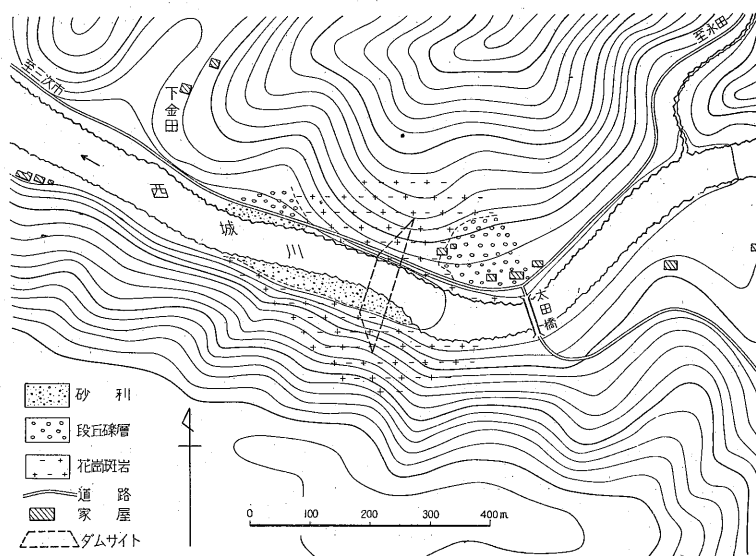 至永田
至三次市
下金田
西城川
太田橋
砂利
段丘礫層
花崗斑岩
道路
家屋
ダムサイト
0 100 200 300 400m